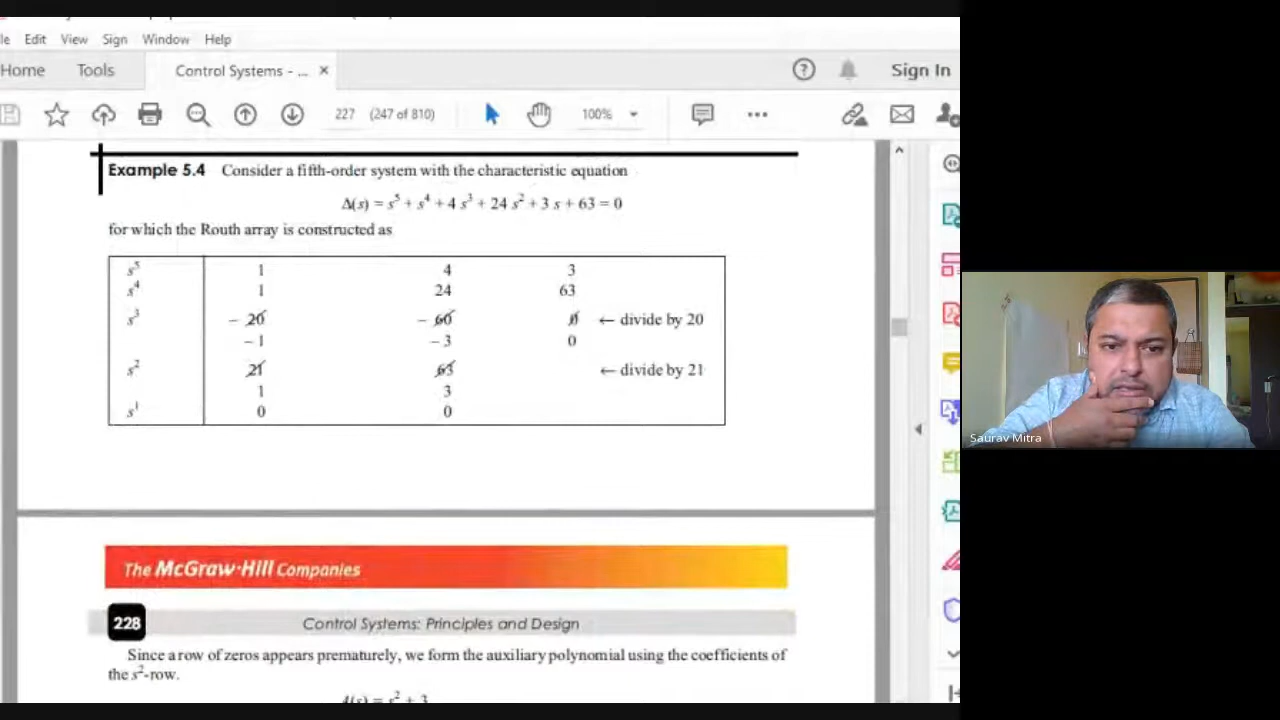 le Edit View Sign Window Help
Home Tools Control Systems - ... × Sign In
227 (247 of 810) 100%
Example 5.4 Consider a fifth-order system with the characteristic equation
Δ(s) = s⁵ + s⁴ + 4 s³ + 24 s² + 3 s + 63 = 0
for which the Routh array is constructed as
s⁵ 1 4 3
s⁴ 1 24 63
s³ – 20 – 60 0 ← divide by 20
– 1 – 3 0
s² 21 63 ← divide by 21
1 3
s¹ 0 0
Saurav Mitra
The McGraw·Hill Companies
228 Control Systems: Principles and Design
Since a row of zeros appears prematurely, we form the auxiliary polynomial using the coefficients of
the s²-row.
A(s) = s² + 3